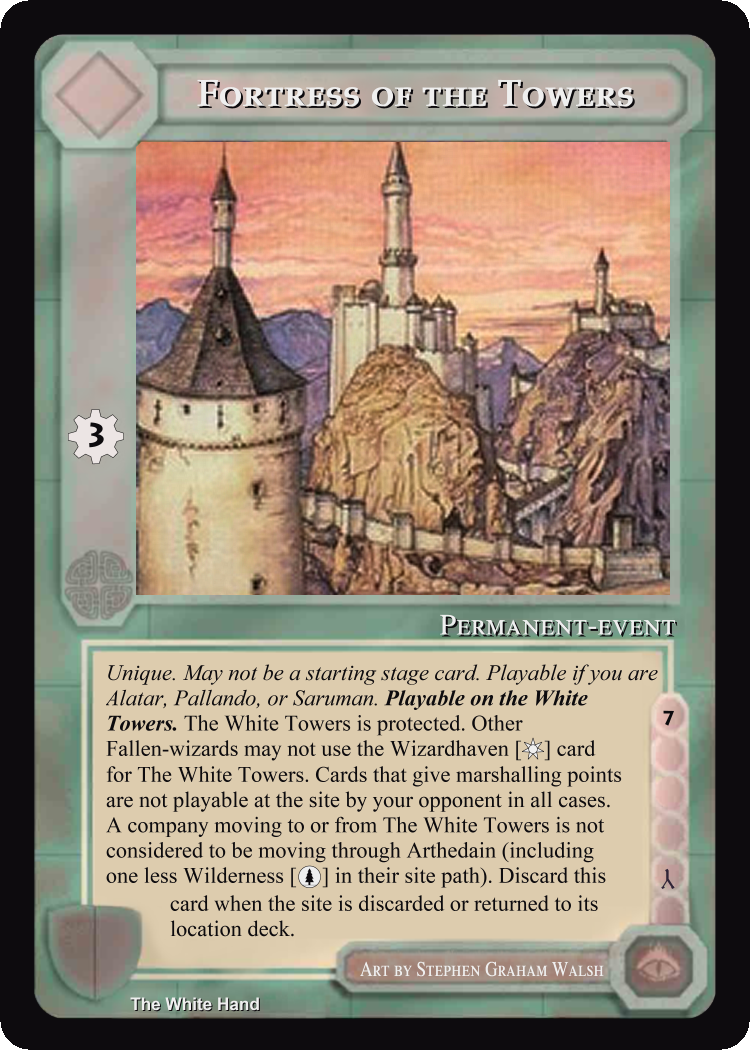 Fortress of the Towers
3
Permanent-event
Unique. May not be a starting stage card. Playable if you are
Alatar, Pallando, or Saruman. Playable on the White
Towers. The White Towers is protected. Other
Fallen-wizards may not use the Wizardhaven [ ] card
for The White Towers. Cards that give marshalling points
are not playable at the site by your opponent in all cases.
A company moving to or from The White Towers is not
considered to be moving through Arthedain (including
one less Wilderness [ ] in their site path). Discard this
card when the site is discarded or returned to its
location deck.
7
Art by Stephen Graham Walsh
The White Hand